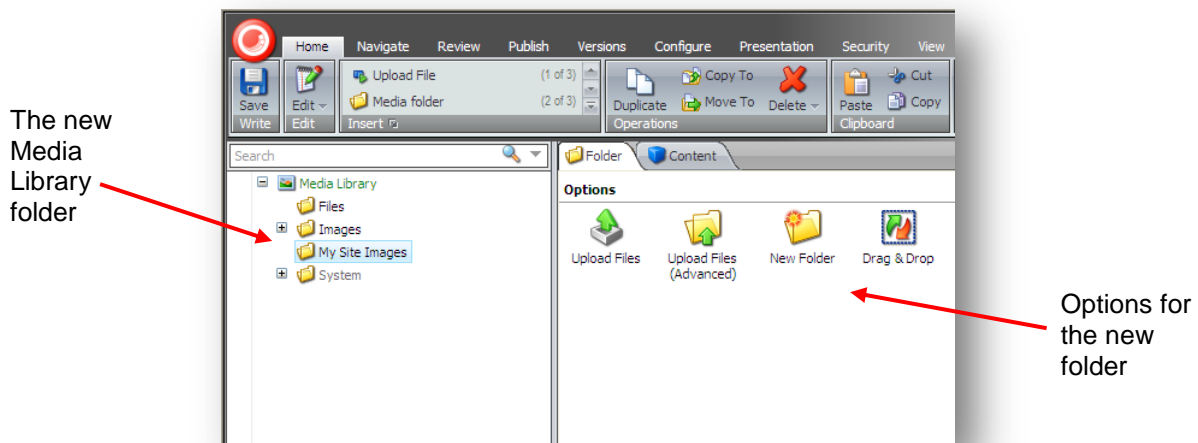 Home Navigate Review Publish Versions Configure Presentation Security View
Upload File (1 of 3)
Media folder (2 of 3)
Save
Write
Edit
Edit
Insert
Duplicate
Copy To
Move To
Delete
Operations
Paste
Cut
Copy
Clipboard
The new
Media
Library
folder
Search
Media Library
Files
Images
My Site Images
System
Folder
Content
Options
Upload Files
Upload Files
(Advanced)
New Folder
Drag & Drop
Options for
the new
folder